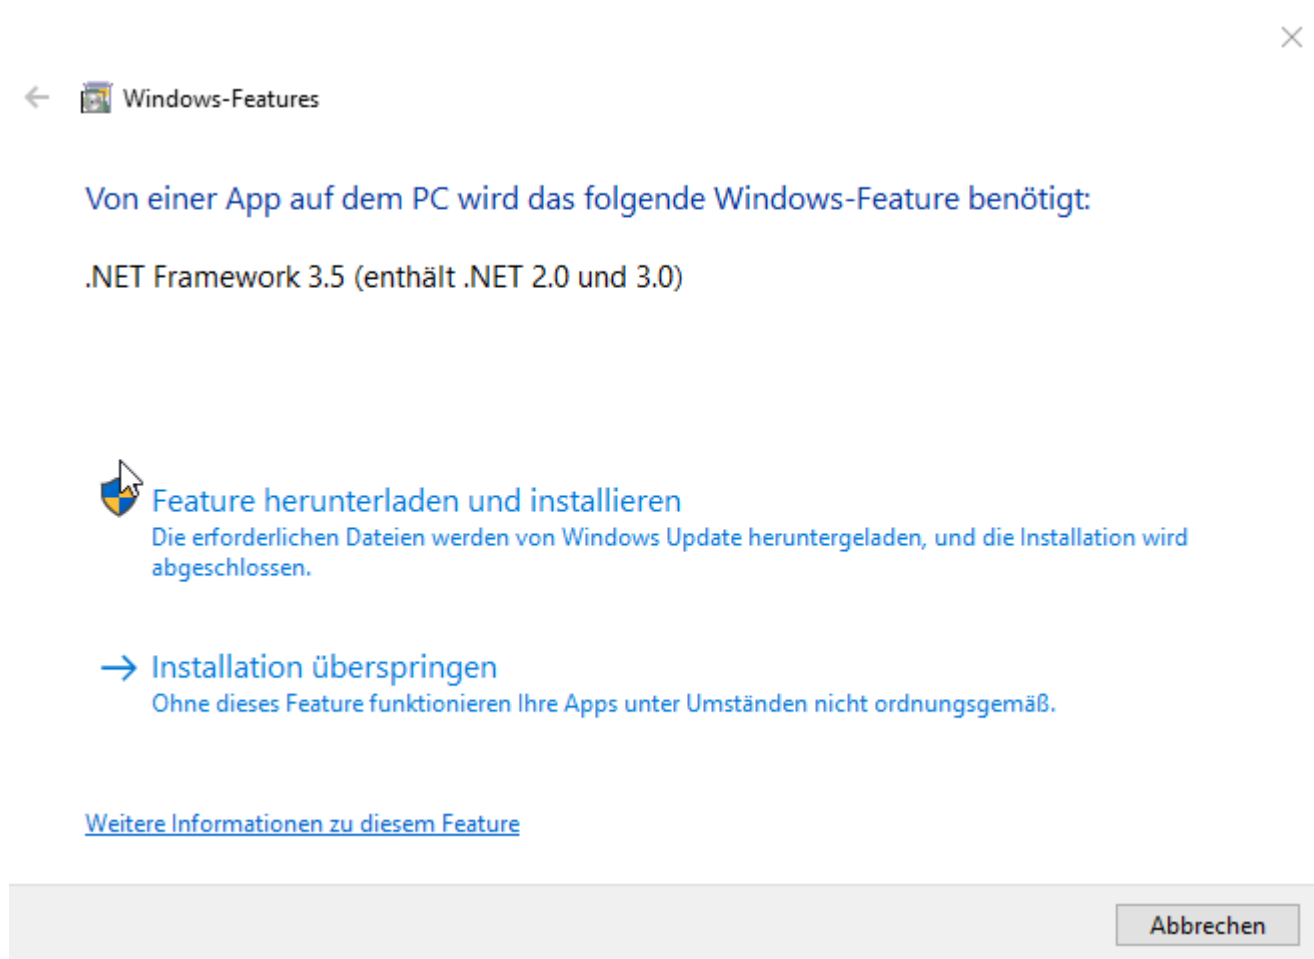 Windows-Features
Von einer App auf dem PC wird das folgende Windows-Feature benötigt:
.NET Framework 3.5 (enthält .NET 2.0 und 3.0)
Feature herunterladen und installieren
Die erforderlichen Dateien werden von Windows Update heruntergeladen, und die Installation wird
abgeschlossen.
Installation überspringen
Ohne dieses Feature funktionieren Ihre Apps unter Umständen nicht ordnungsgemäß.
Weitere Informationen zu diesem Feature
Abbrechen